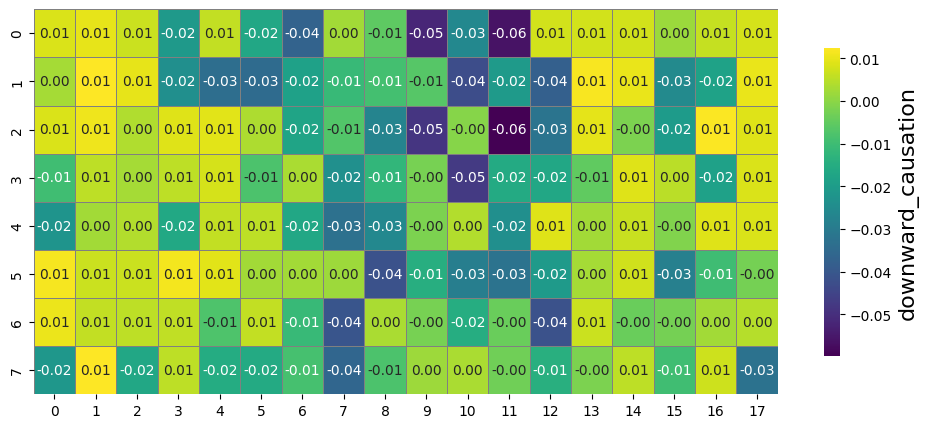 0 0.01 0.01 0.01 -0.02 0.01 -0.02 -0.04 0.00 -0.01 -0.05 -0.03 -0.06 0.01 0.01 0.01 0.00 0.01 0.01
1 0.00 0.01 0.01 -0.02 -0.03 -0.03 -0.02 -0.01 -0.01 -0.01 -0.04 -0.02 -0.04 0.01 0.01 -0.03 -0.02 0.01
2 0.01 0.01 0.00 0.01 0.01 0.00 -0.02 -0.01 -0.03 -0.05 -0.00 -0.06 -0.03 0.01 -0.00 -0.02 0.01 0.01
3 -0.01 0.01 0.00 0.01 0.01 -0.01 0.00 -0.02 -0.01 -0.00 -0.05 -0.02 -0.02 -0.01 0.01 0.00 -0.02 0.01
4 -0.02 0.00 0.00 -0.02 0.01 0.01 -0.02 -0.03 -0.03 -0.00 0.00 -0.02 0.01 0.00 0.01 -0.00 0.01 0.01
5 0.01 0.01 0.01 0.01 0.01 0.00 0.00 0.00 -0.04 -0.01 -0.03 -0.03 -0.02 0.00 0.01 -0.03 -0.01 -0.00
6 0.01 0.01 0.01 0.01 -0.01 0.01 -0.01 -0.04 0.00 -0.00 -0.02 -0.00 -0.04 0.01 -0.00 -0.00 0.00 0.00
7 -0.02 0.01 -0.02 0.01 -0.02 -0.02 -0.01 -0.04 -0.01 0.00 0.00 -0.00 -0.01 -0.00 0.01 -0.01 0.01 -0.03
0 1 2 3 4 5 6 7 8 9 10 11 12 13 14 15 16 17
0.01
0.00
−0.01
−0.02
−0.03
−0.04
−0.05
downward_causation